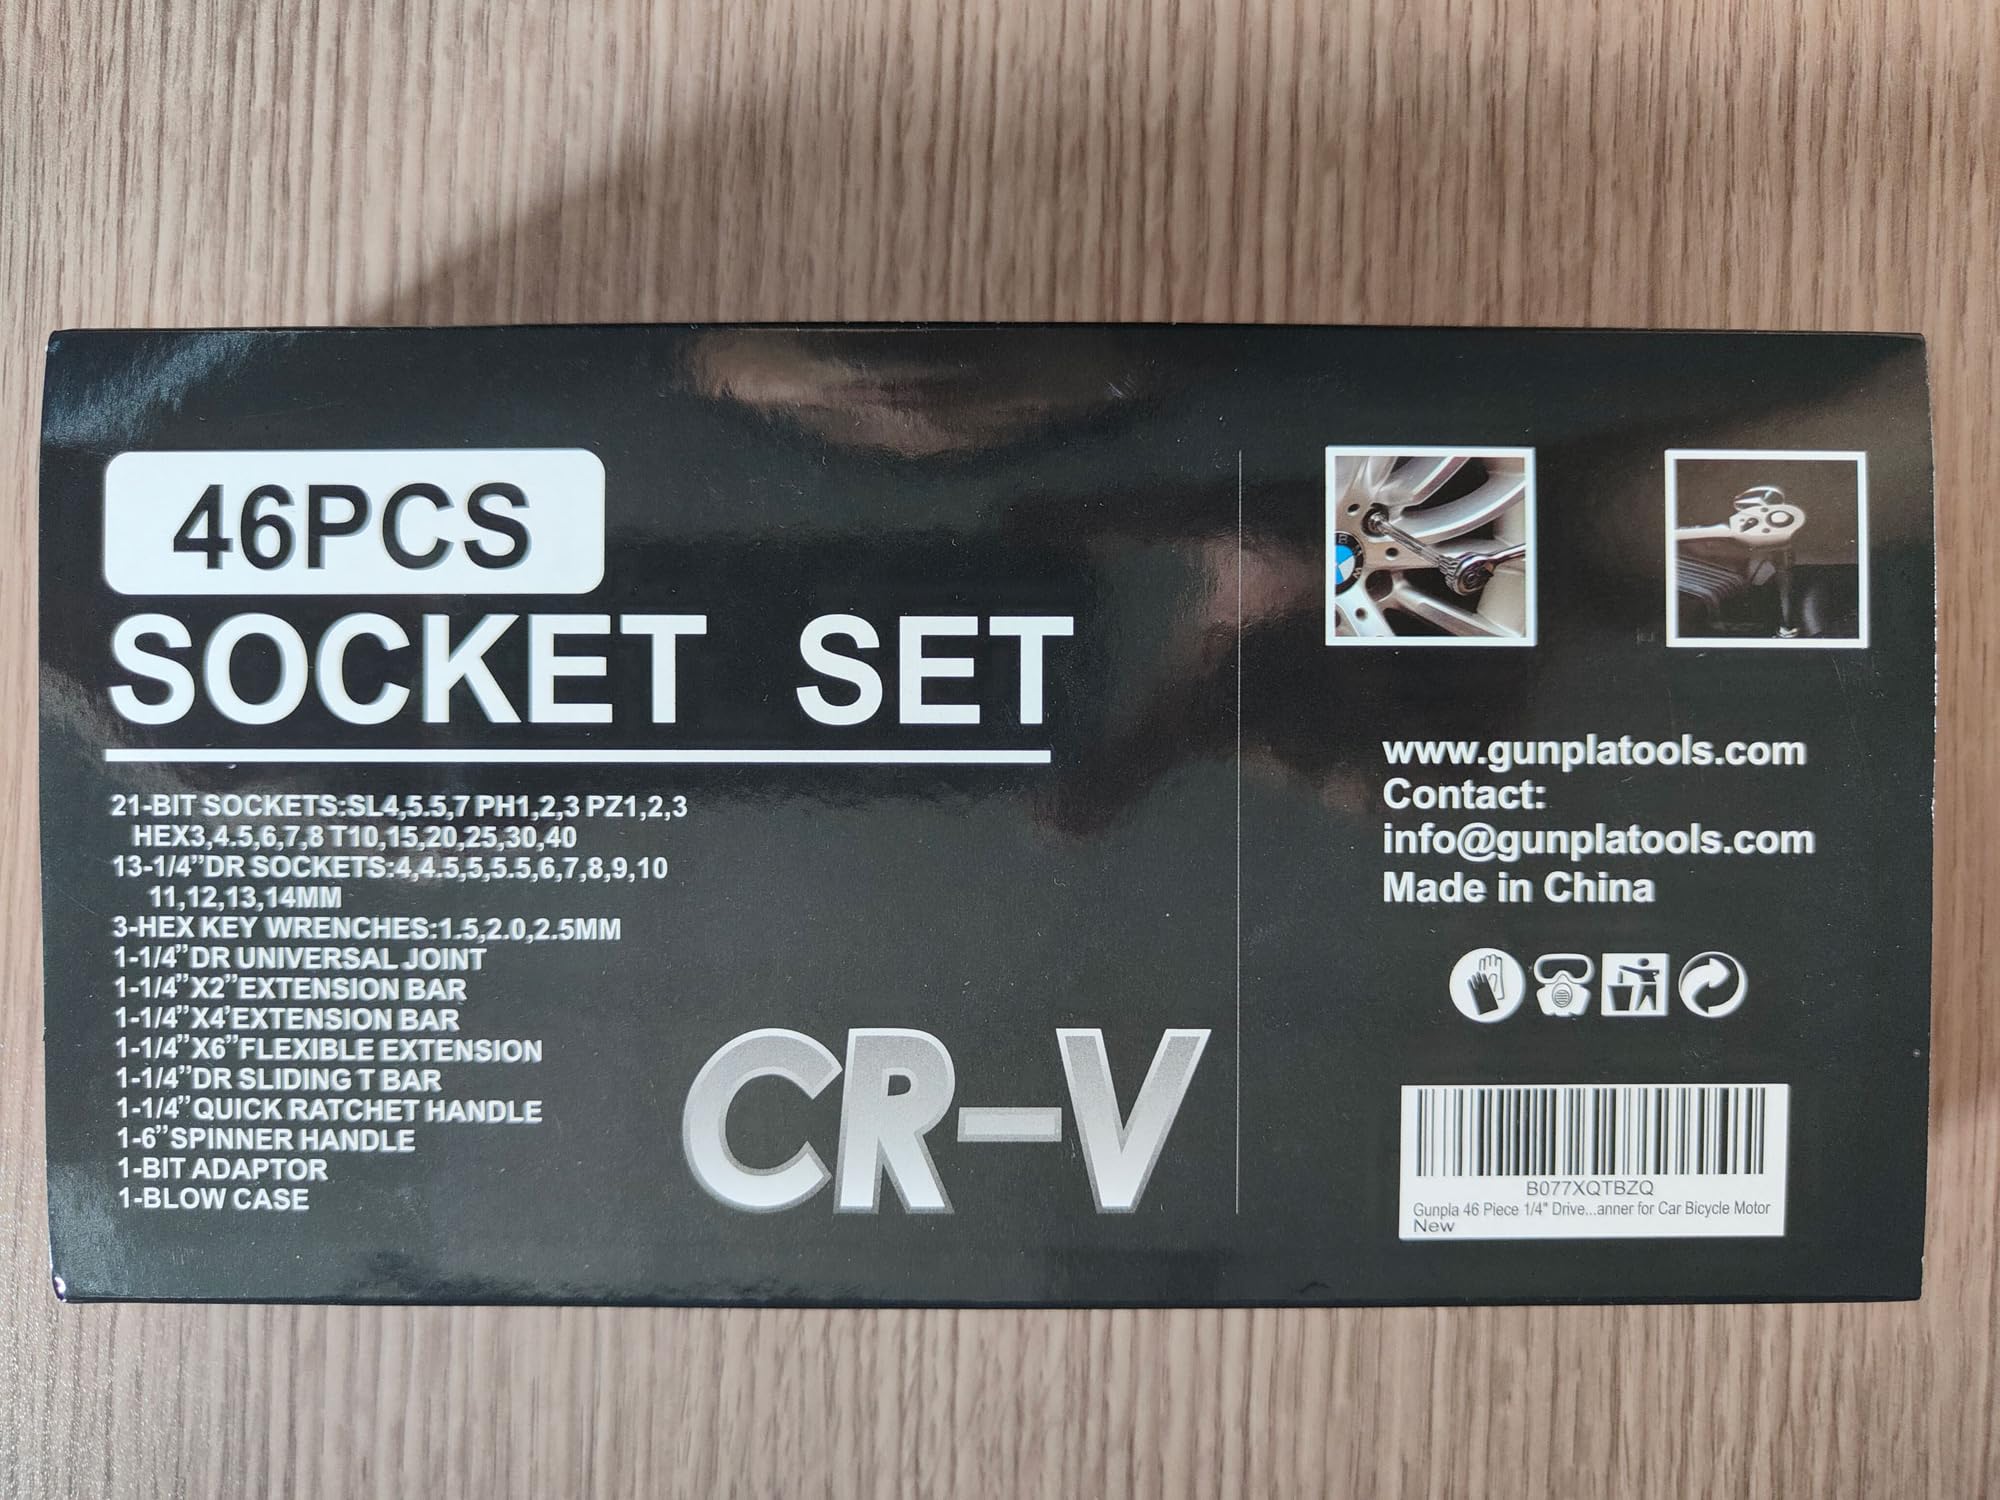 46PCS
SOCKET SET
21-BIT SOCKETS:SL4,5.5,7 PH1,2,3 PZ1,2,3
HEX3,4.5,6,7,8 T10,15,20,25,30,40
13-1/4”DR SOCKETS:4,4.5,5,5.5,6,7,8,9,10
11,12,13,14MM
3-HEX KEY WRENCHES:1.5,2.0,2.5MM
1-1/4”DR UNIVERSAL JOINT
1-1/4”X2”EXTENSION BAR
1-1/4”X4’EXTENSION BAR
1-1/4”X6”FLEXIBLE EXTENSION
1-1/4”DR SLIDING T BAR
1-1/4”QUICK RATCHET HANDLE
1-6”SPINNER HANDLE
1-BIT ADAPTOR
1-BLOW CASE
CR-V
www.gunplatools.com
Contact:
info@gunplatools.com
Made in China
B077XQTBZQ
Gunpla 46 Piece 1/4" Drive...anner for Car Bicycle Motor
New